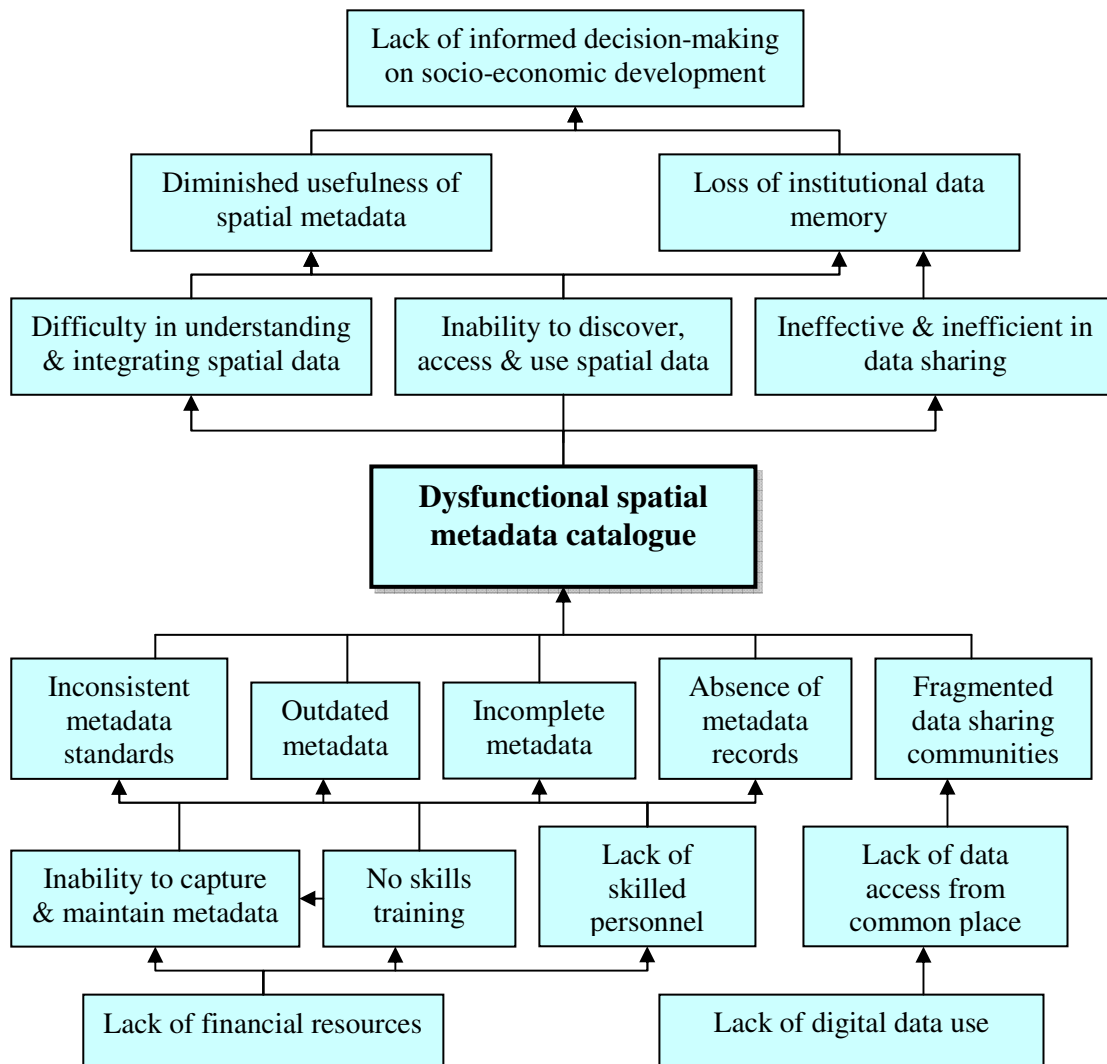 Lack of informed decision-making
on socio-economic development
Diminished usefulness of
spatial metadata
Loss of institutional data
memory
Difficulty in understanding
& integrating spatial data
Inability to discover,
access & use spatial data
Ineffective & inefficient in
data sharing
Dysfunctional spatial
metadata catalogue
Inconsistent
metadata
standards
Outdated
metadata
Incomplete
metadata
Absence of
metadata
records
Fragmented
data sharing
communities
Inability to capture
& maintain metadata
No skills
training
Lack of
skilled
personnel
Lack of data
access from
common place
Lack of financial resources
Lack of digital data use